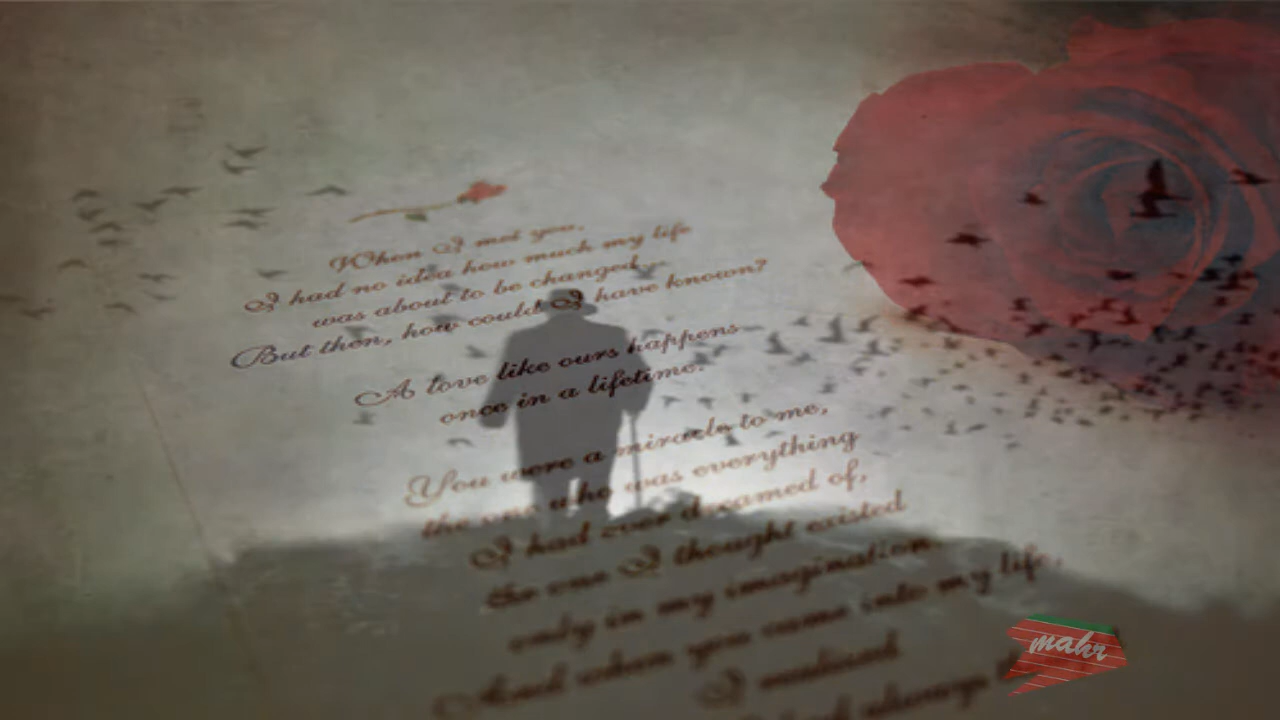 When I met you,
I had no idea how much my life
was about to be changed...
But then, how could I have known?
A love like ours happens
once in a lifetime.
You were a miracle to me,
the one who was everything
I had ever dreamed of,
the one I thought existed
only in my imagination.
And when you came into my life,
I realized
had always
mahr